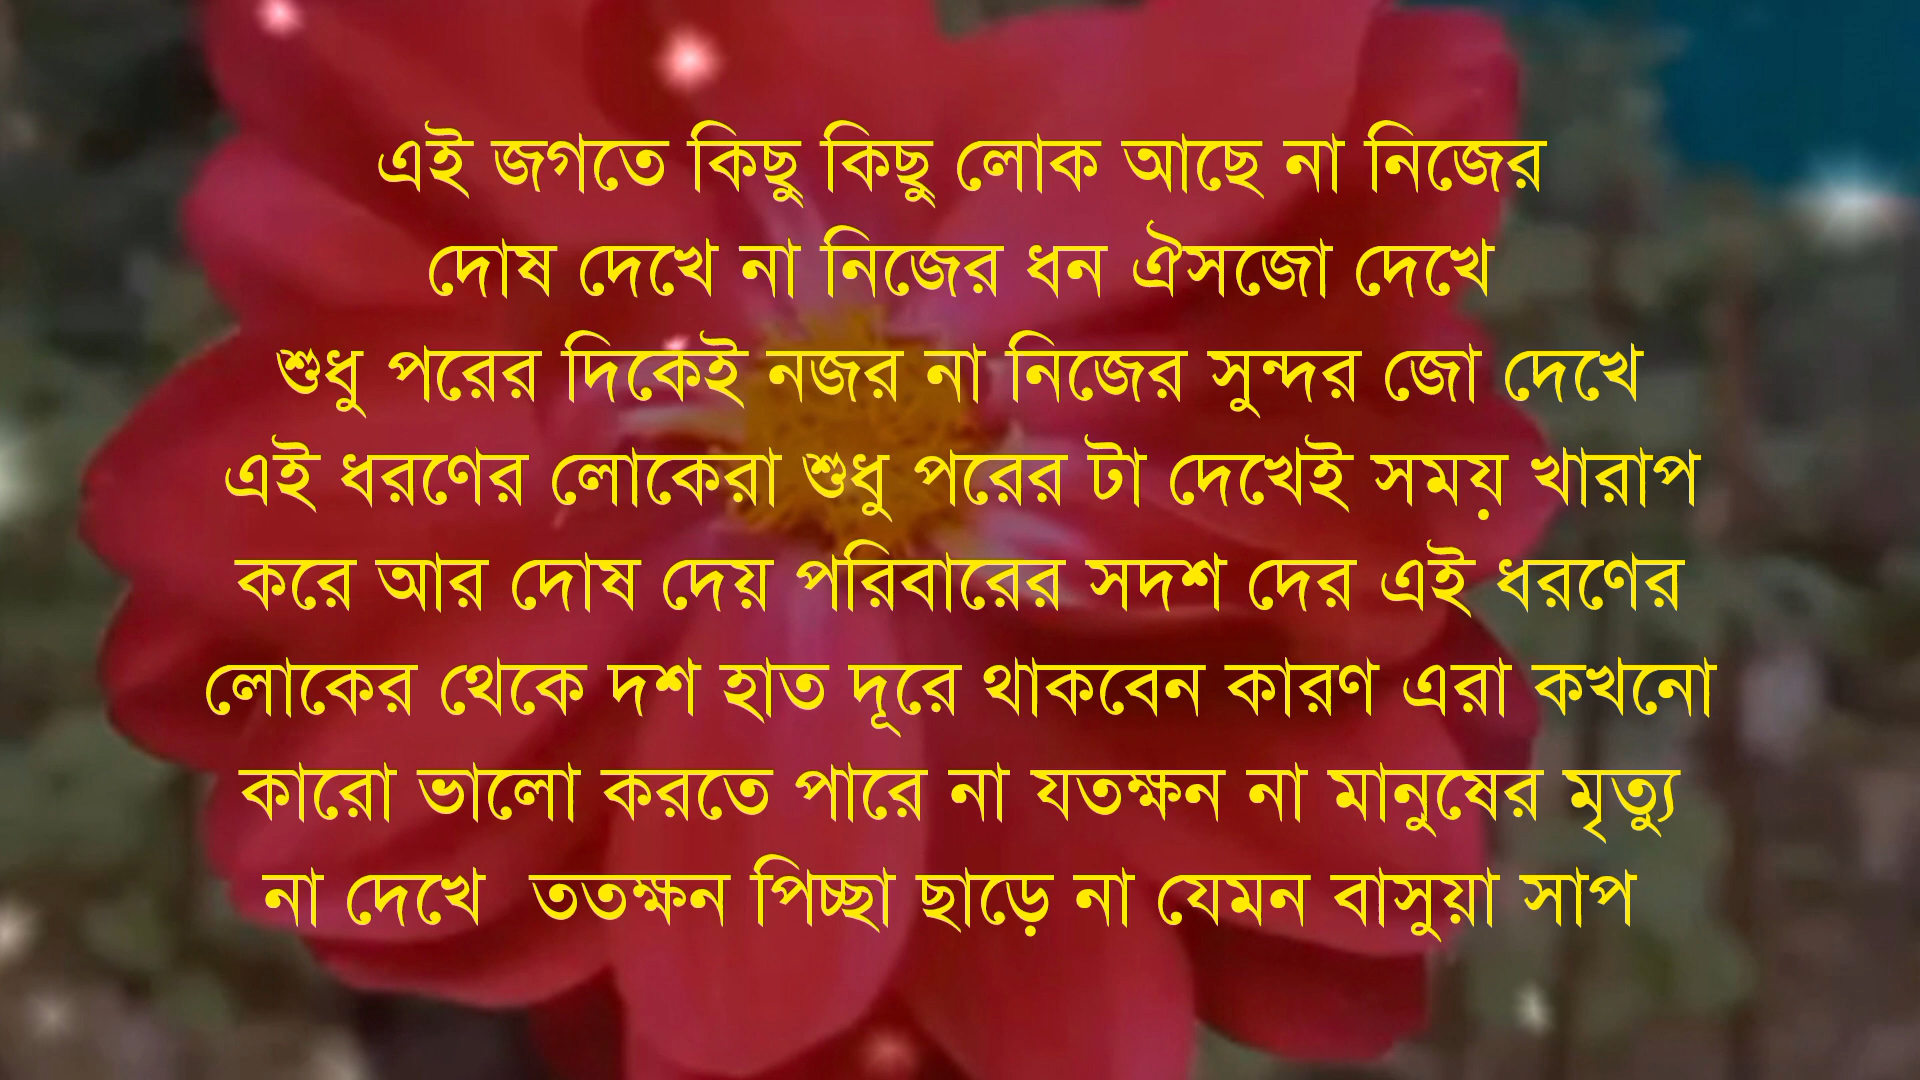 এই জগতে কিছু কিছু লোক আছে না নিজের
দোষ দেখে না নিজের ধন ঐসজো দেখে
শুধু পরের দিকেই নজর না নিজের সুন্দর জো দেখে
এই ধরণের লোকেরা শুধু পরের টা দেখেই সময় খারাপ
করে আর দোষ দেয় পরিবারের সদশ দের এই ধরণের
লোকের থেকে দশ হাত দূরে থাকবেন কারণ এরা কখনো
কারো ভালো করতে পারে না যতক্ষন না মানুষের মৃত্যু
না দেখে  ততক্ষন পিচ্ছা ছাড়ে না যেমন বাসুয়া সাপ